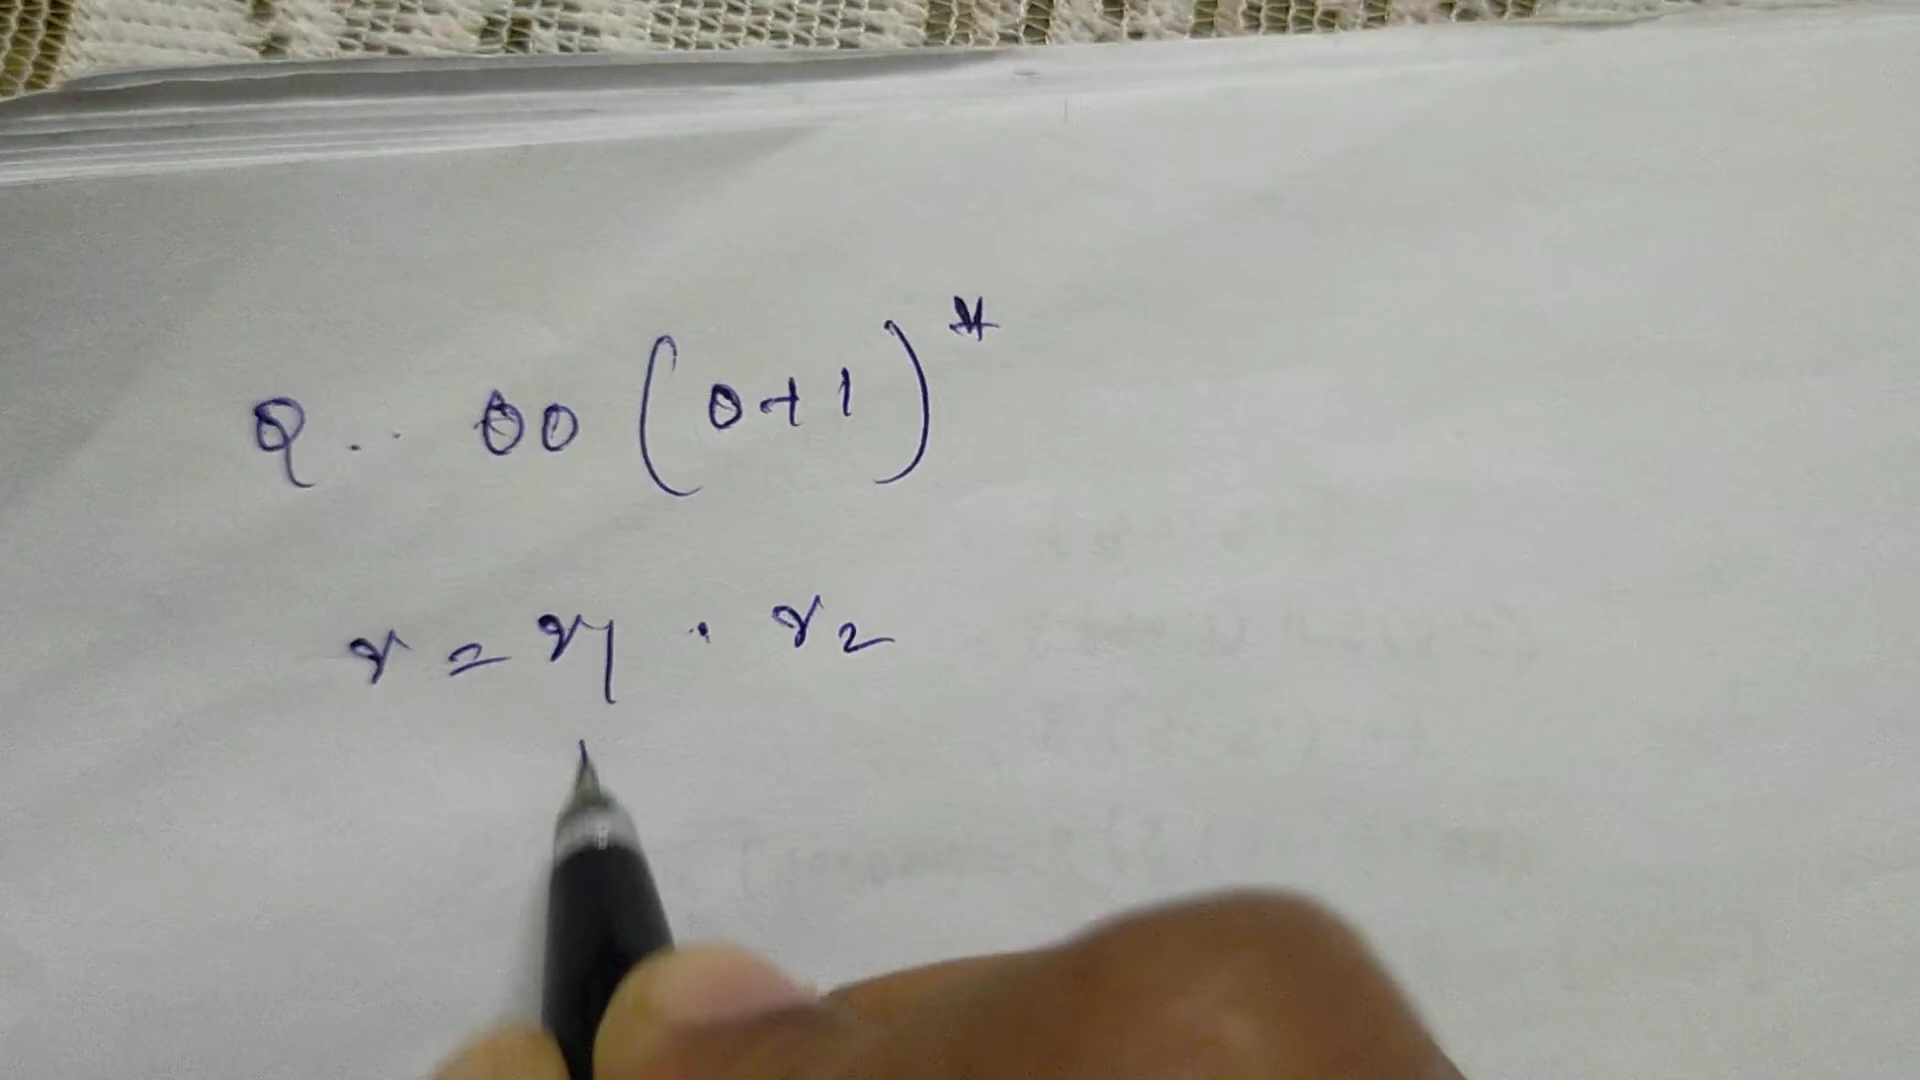 Q. . 00 (0+1)*
r = r1 . r2